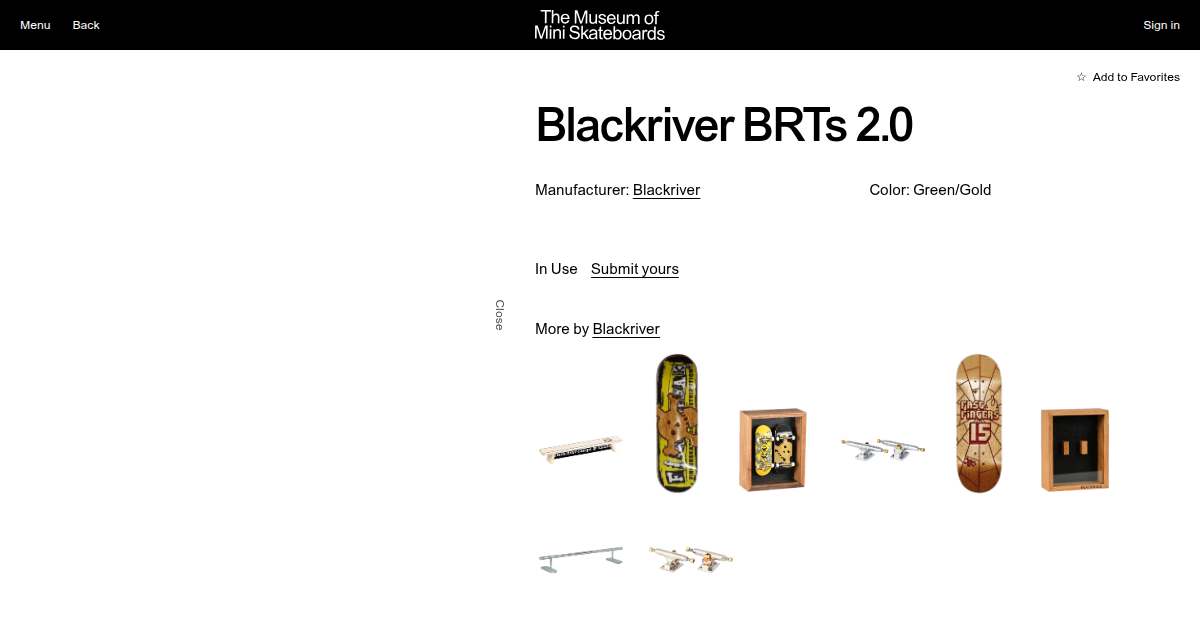 Menu
Back
The Museum of
Mini Skateboards
Sign in
☆ Add to Favorites
Blackriver BRTs 2.0
Manufacturer: Blackriver
Color: Green/Gold
In Use
Submit yours
Close
More by Blackriver
FAST
FINGERS
15